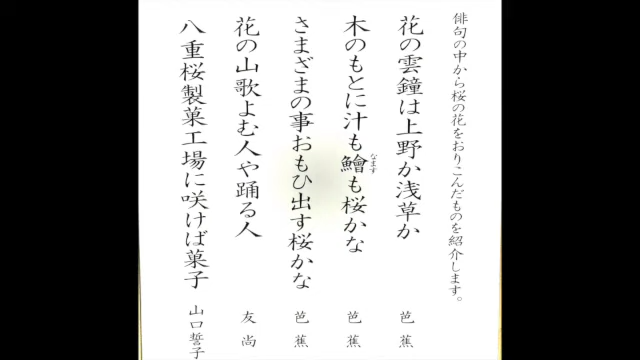 俳句の中から桜の花をおりこんだものを紹介します。
花の雲鐘は上野か浅草か 芭蕉
木のもとに汁も鱠も桜かな 芭蕉
なます
さまざまの事おもひ出す桜かな 芭蕉
花の山歌よむ人や踊る人 友尚
八重桜製菓工場に咲けば菓子 山口誓子